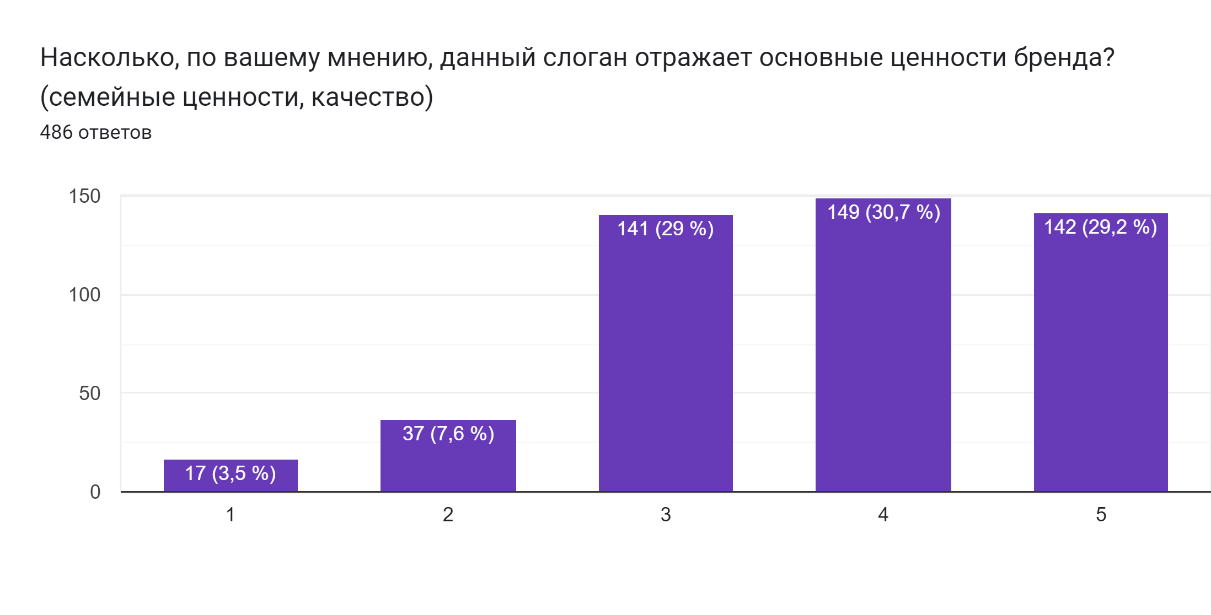 Насколько, по вашему мнению, данный слоган отражает основные ценности бренда?
(семейные ценности, качество)
486 ответов
150
100
50
0
17 (3,5 %)
37 (7,6 %)
141 (29 %)
149 (30,7 %)
142 (29,2 %)
1
2
3
4
5